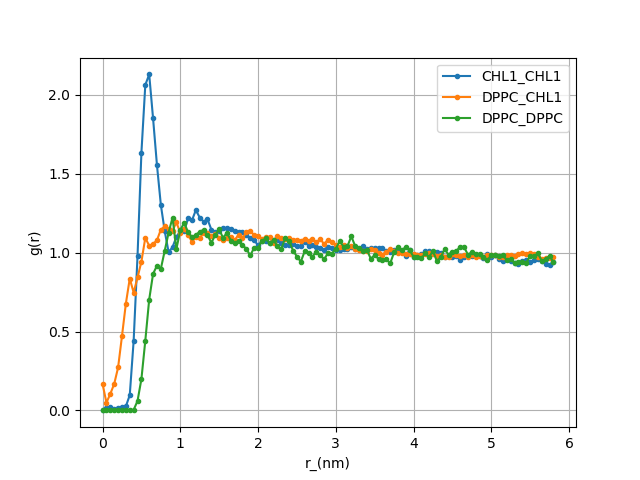 CHL1_CHL1
DPPC_CHL1
DPPC_DPPC
g(r)
2.0
1.5
1.0
0.5
0.0
0 1 2 3 4 5 6
r_(nm)